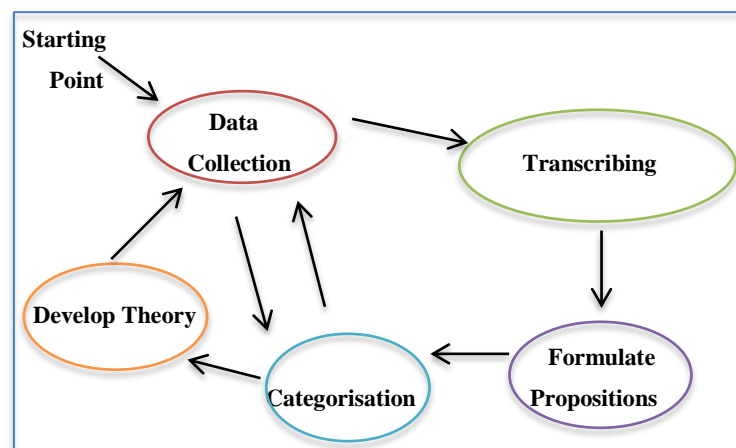 Starting
Point
Data
Collection
Transcribing
Develop Theory
Categorisation
Formulate
Propositions